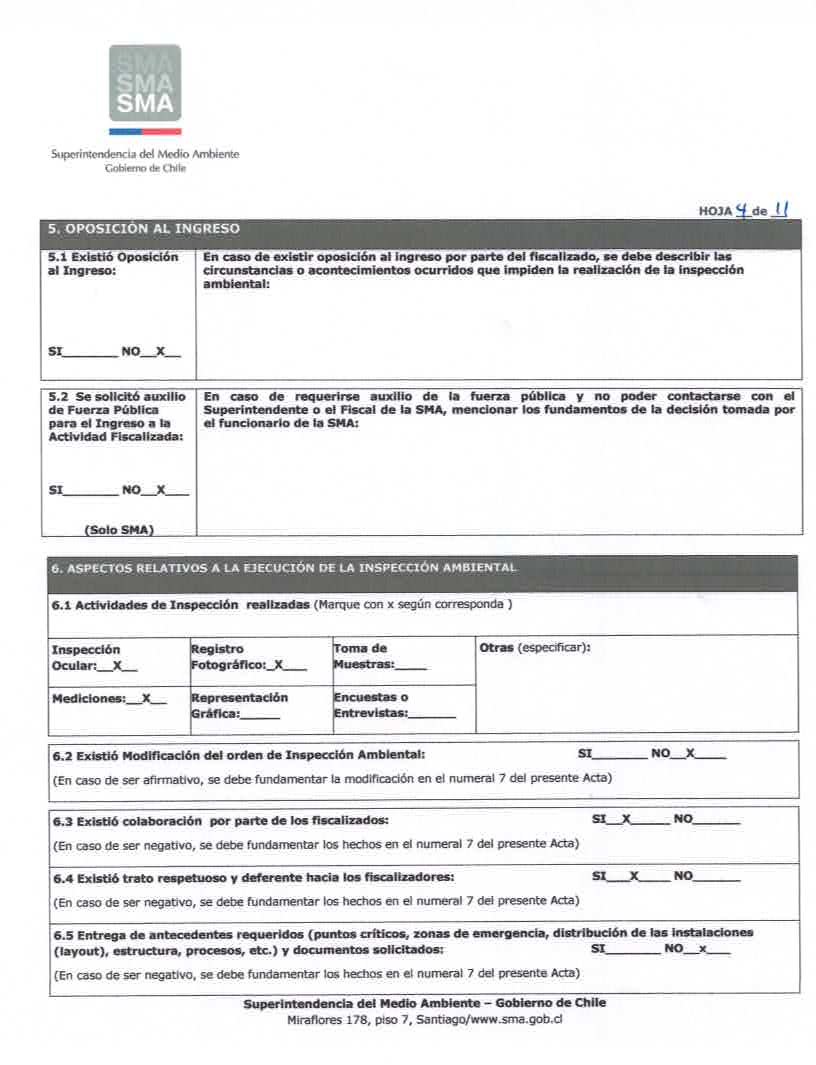 SMA
SMA
SMA
Superintendencia del Medio Ambiente
Gobierno de Chile
HOJA 4 de 11
5. OPOSICIÓN AL INGRESO
5.1 Existió Oposición
al Ingreso:
SI________ NO__X__
En caso de existir oposición al ingreso por parte del fiscalizado, se debe describir las
circunstancias o acontecimientos ocurridos que impiden la realización de la inspección
ambiental:
5.2 Se solicitó auxilio
de Fuerza Pública
para el Ingreso a la
Actividad Fiscalizada:
SI________ NO__X___
(Solo SMA)
En caso de requerirse auxilio de la fuerza pública y no poder contactarse con el
Superintendente o el Fiscal de la SMA, mencionar los fundamentos de la decisión tomada por
el funcionario de la SMA:
6. ASPECTOS RELATIVOS A LA EJECUCIÓN DE LA INSPECCIÓN AMBIENTAL
6.1 Actividades de Inspección realizadas (Marque con x según corresponda )
Inspección
Ocular:__X__
Registro
Fotográfico:_X___
Toma de
Muestras:____
Otras (especificar):
Mediciones:__X__
Representación
Gráfica:_____
Encuestas o
Entrevistas:______
6.2 Existió Modificación del orden de Inspección Ambiental: SI_______ NO__X____
(En caso de ser afirmativo, se debe fundamentar la modificación en el numeral 7 del presente Acta)
6.3 Existió colaboración por parte de los fiscalizados: SI__X_____ NO______
(En caso de ser negativo, se debe fundamentar los hechos en el numeral 7 del presente Acta)
6.4 Existió trato respetuoso y deferente hacia los fiscalizadores: SI___X____ NO______
(En caso de ser negativo, se debe fundamentar los hechos en el numeral 7 del presente Acta)
6.5 Entrega de antecedentes requeridos (puntos críticos, zonas de emergencia, distribución de las instalaciones
(layout), estructura, procesos, etc.) y documentos solicitados: SI_______ NO__x___
(En caso de ser negativo, se debe fundamentar los hechos en el numeral 7 del presente Acta)
Superintendencia del Medio Ambiente – Gobierno de Chile
Miraflores 178, piso 7, Santiago/www.sma.gob.cl